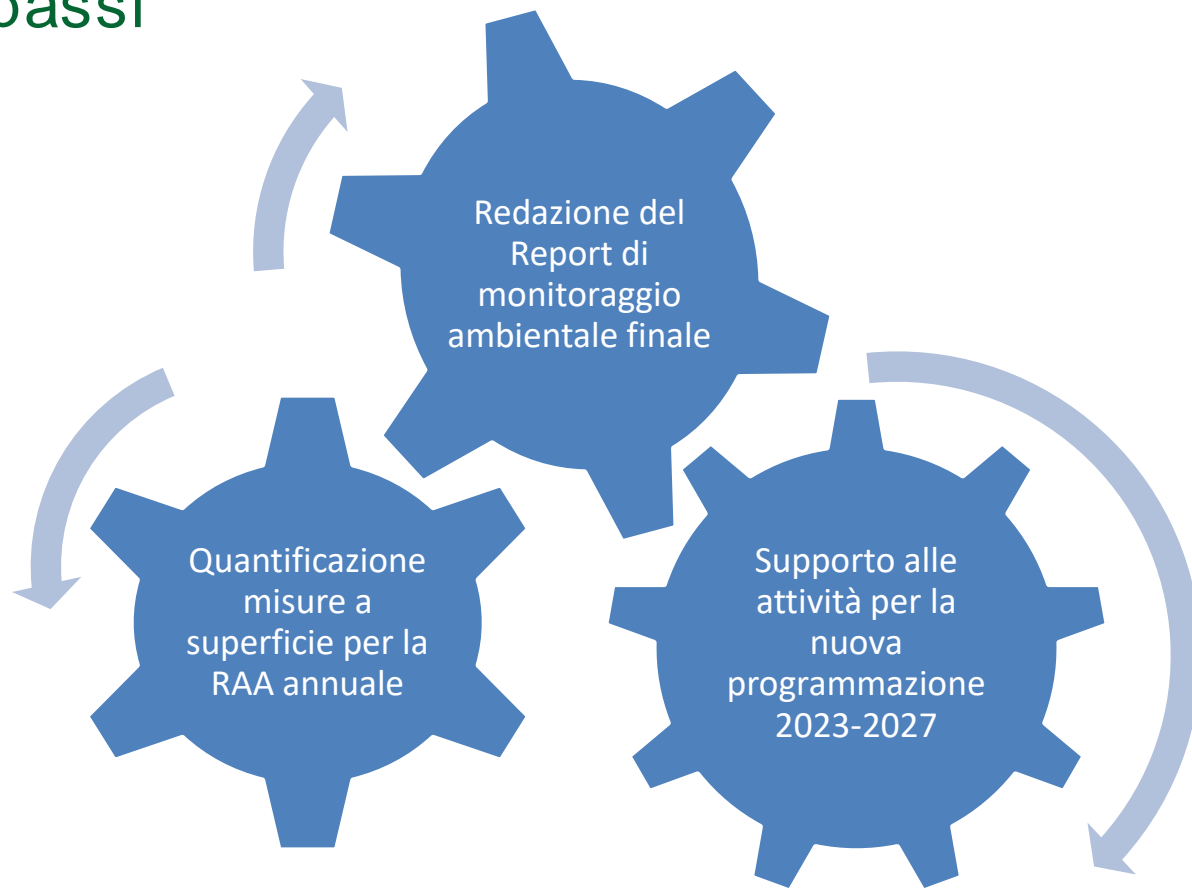 passi
Redazione del
Report di
monitoraggio
ambientale finale
Quantificazione
misure a
superficie per la
RAA annuale
Supporto alle
attività per la
nuova
programmazione
2023-2027